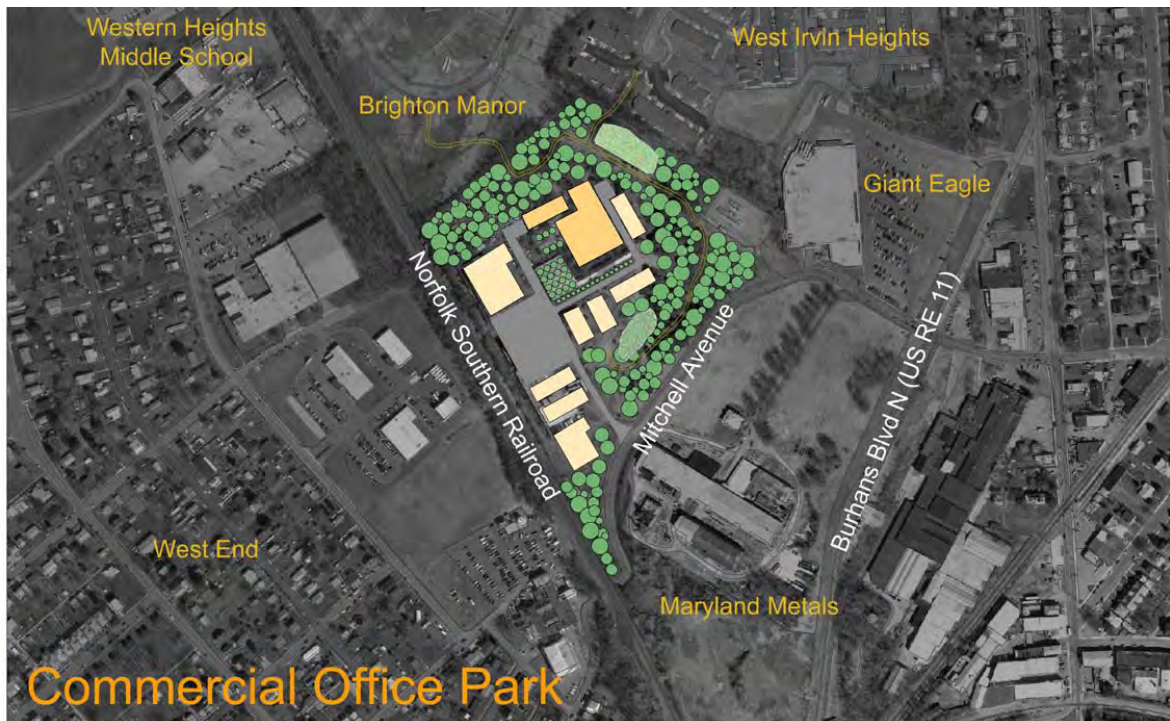 Western Heights
Middle School
West Irvin Heights
Brighton Manor
Giant Eagle
Norfolk Southern Railroad
Mitchell Avenue
Burhans Blvd N (US RE 11)
West End
Maryland Metals
Commercial Office Park